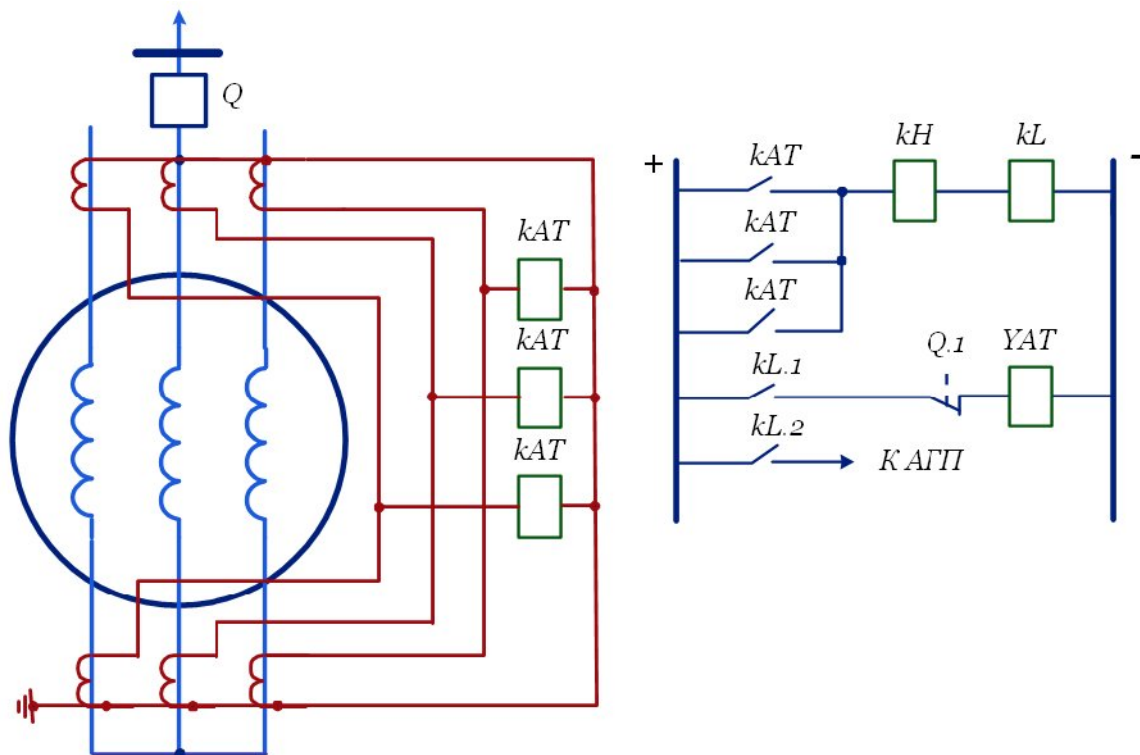 Q
kAT
kAT
kAT
+
-
kAT
kH
kL
kAT
kAT
kL.1
Q.1
YAT
kL.2
К АГП